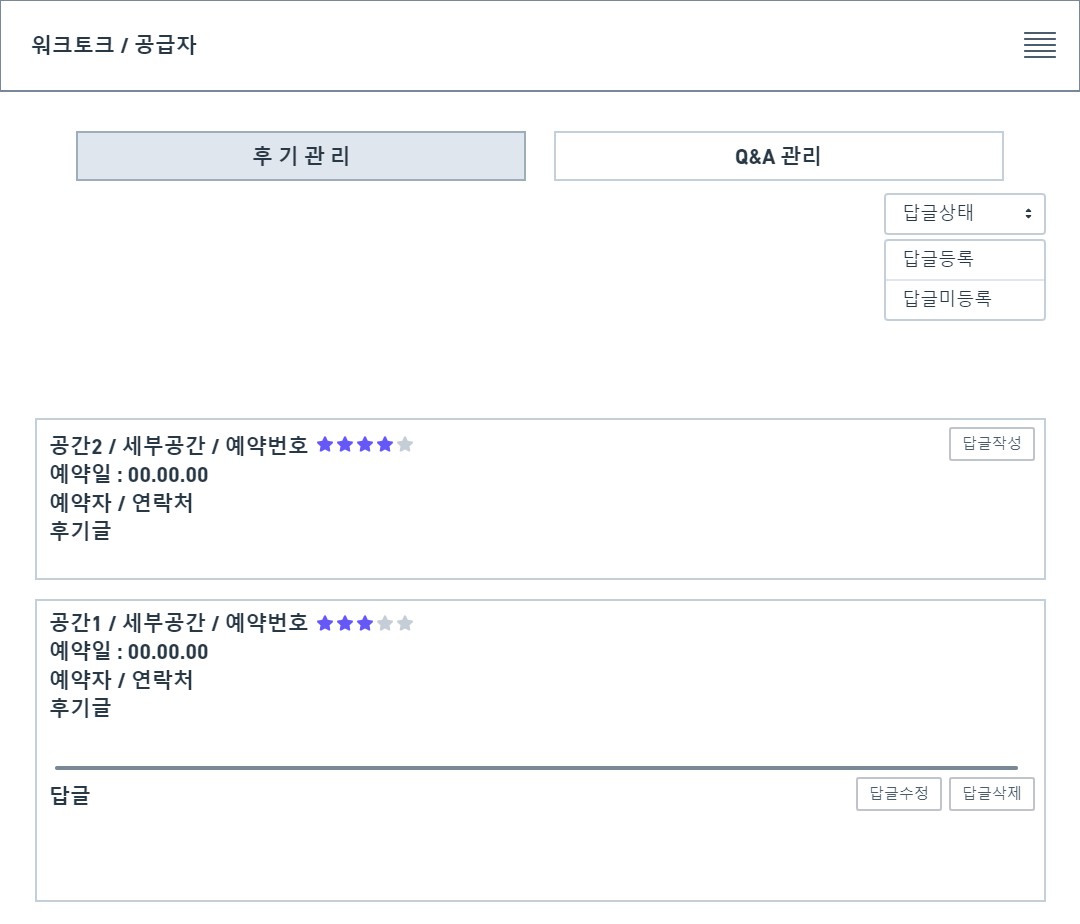 워크토크 / 공급자
후 기 관 리
Q&A 관리
답글상태
답글등록
답글미등록
공간2 / 세부공간 / 예약번호
답글작성
예약일 : 00.00.00
예약자 / 연락처
후기글
공간1 / 세부공간 / 예약번호
예약일 : 00.00.00
예약자 / 연락처
후기글
답글
답글수정
답글삭제